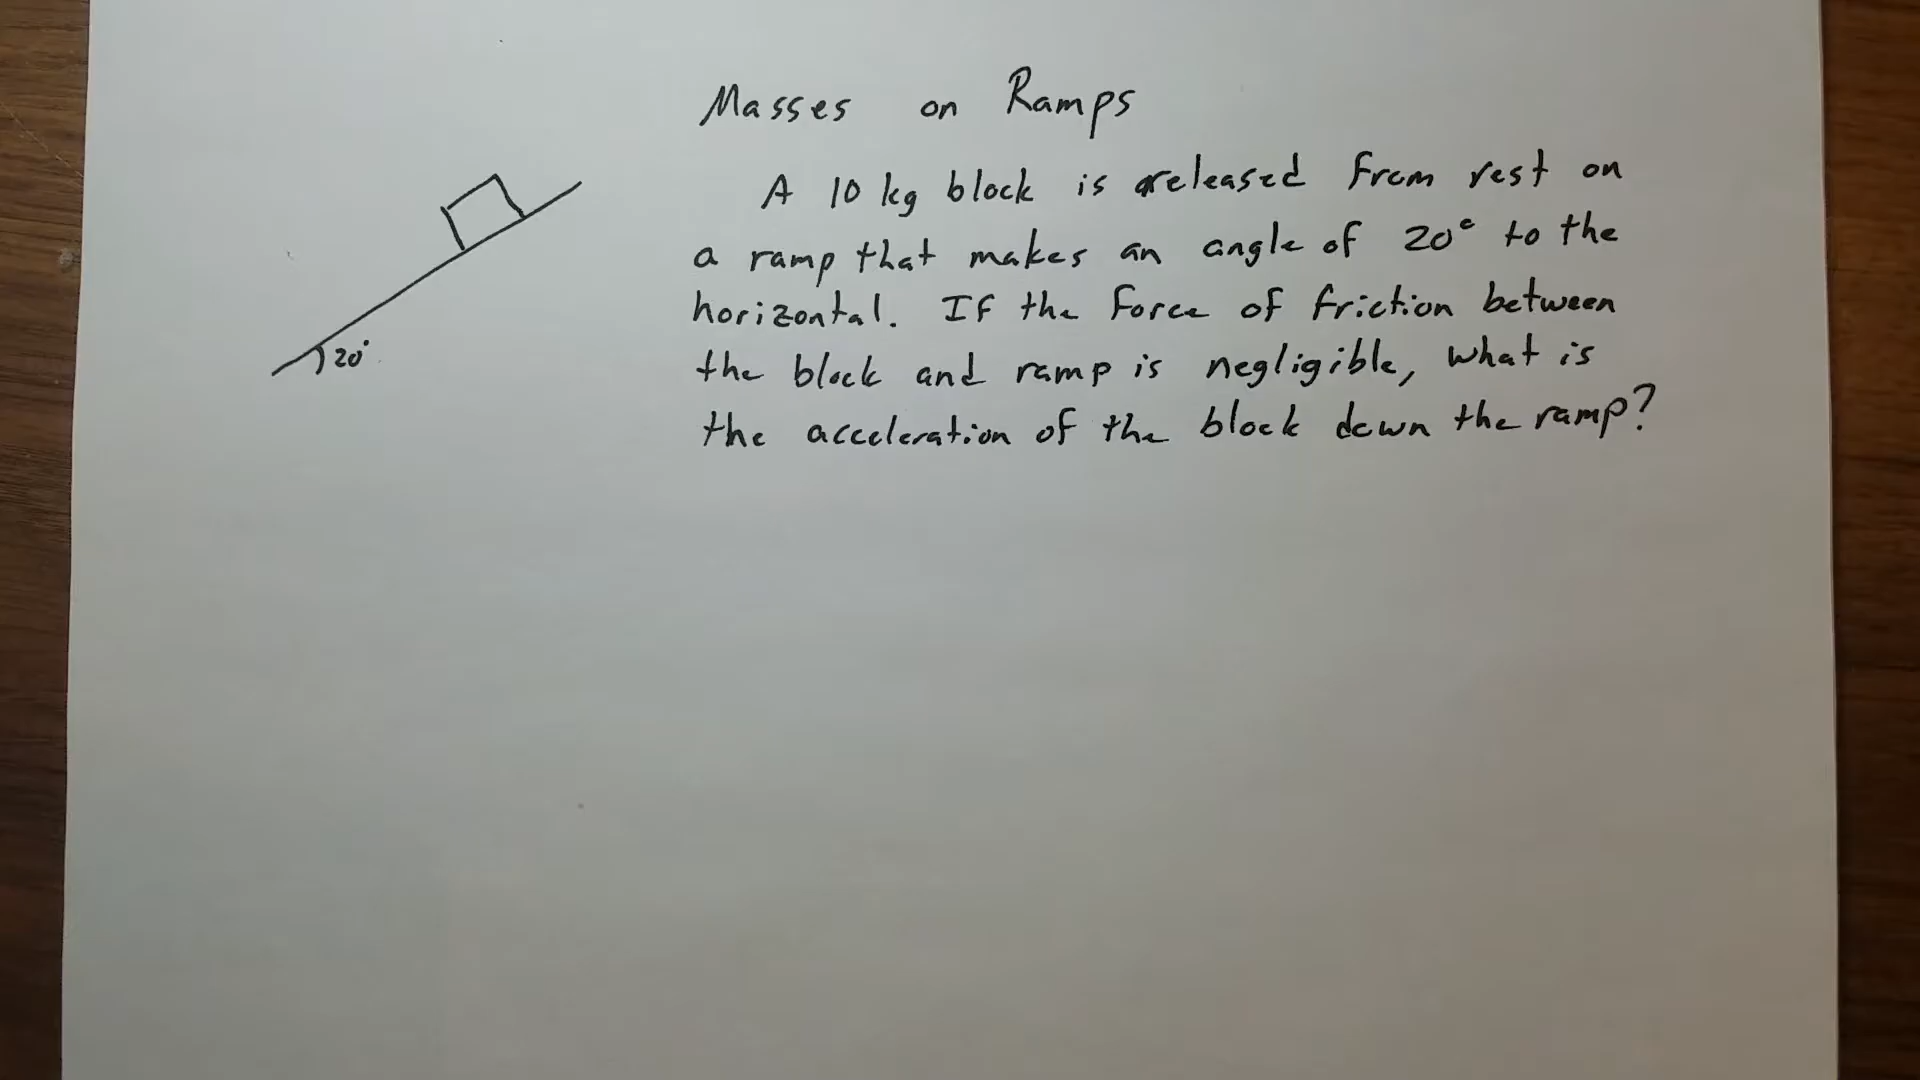 Masses on Ramps
A 10 kg block is released from rest on
a ramp that makes an angle of 20° to the
horizontal. If the force of friction between
the block and ramp is negligible, what is
the acceleration of the block down the ramp?
20°